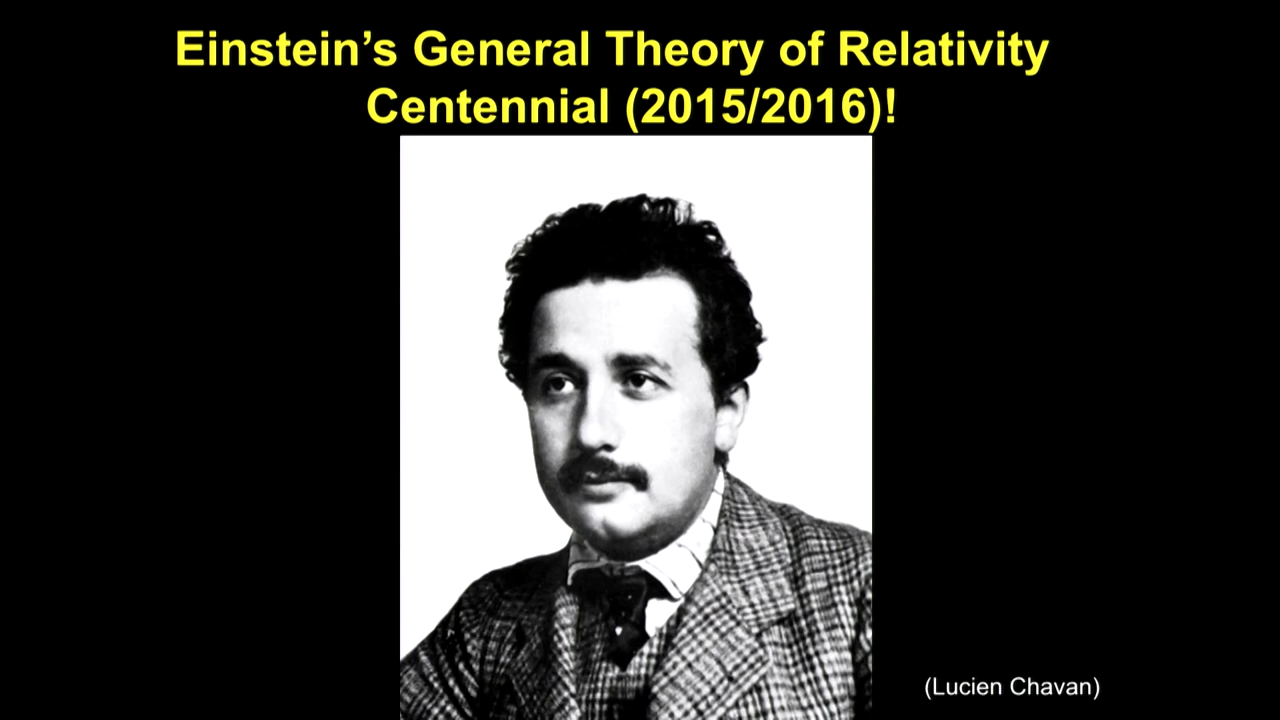 Einstein’s General Theory of Relativity
Centennial (2015/2016)!
(Lucien Chavan)